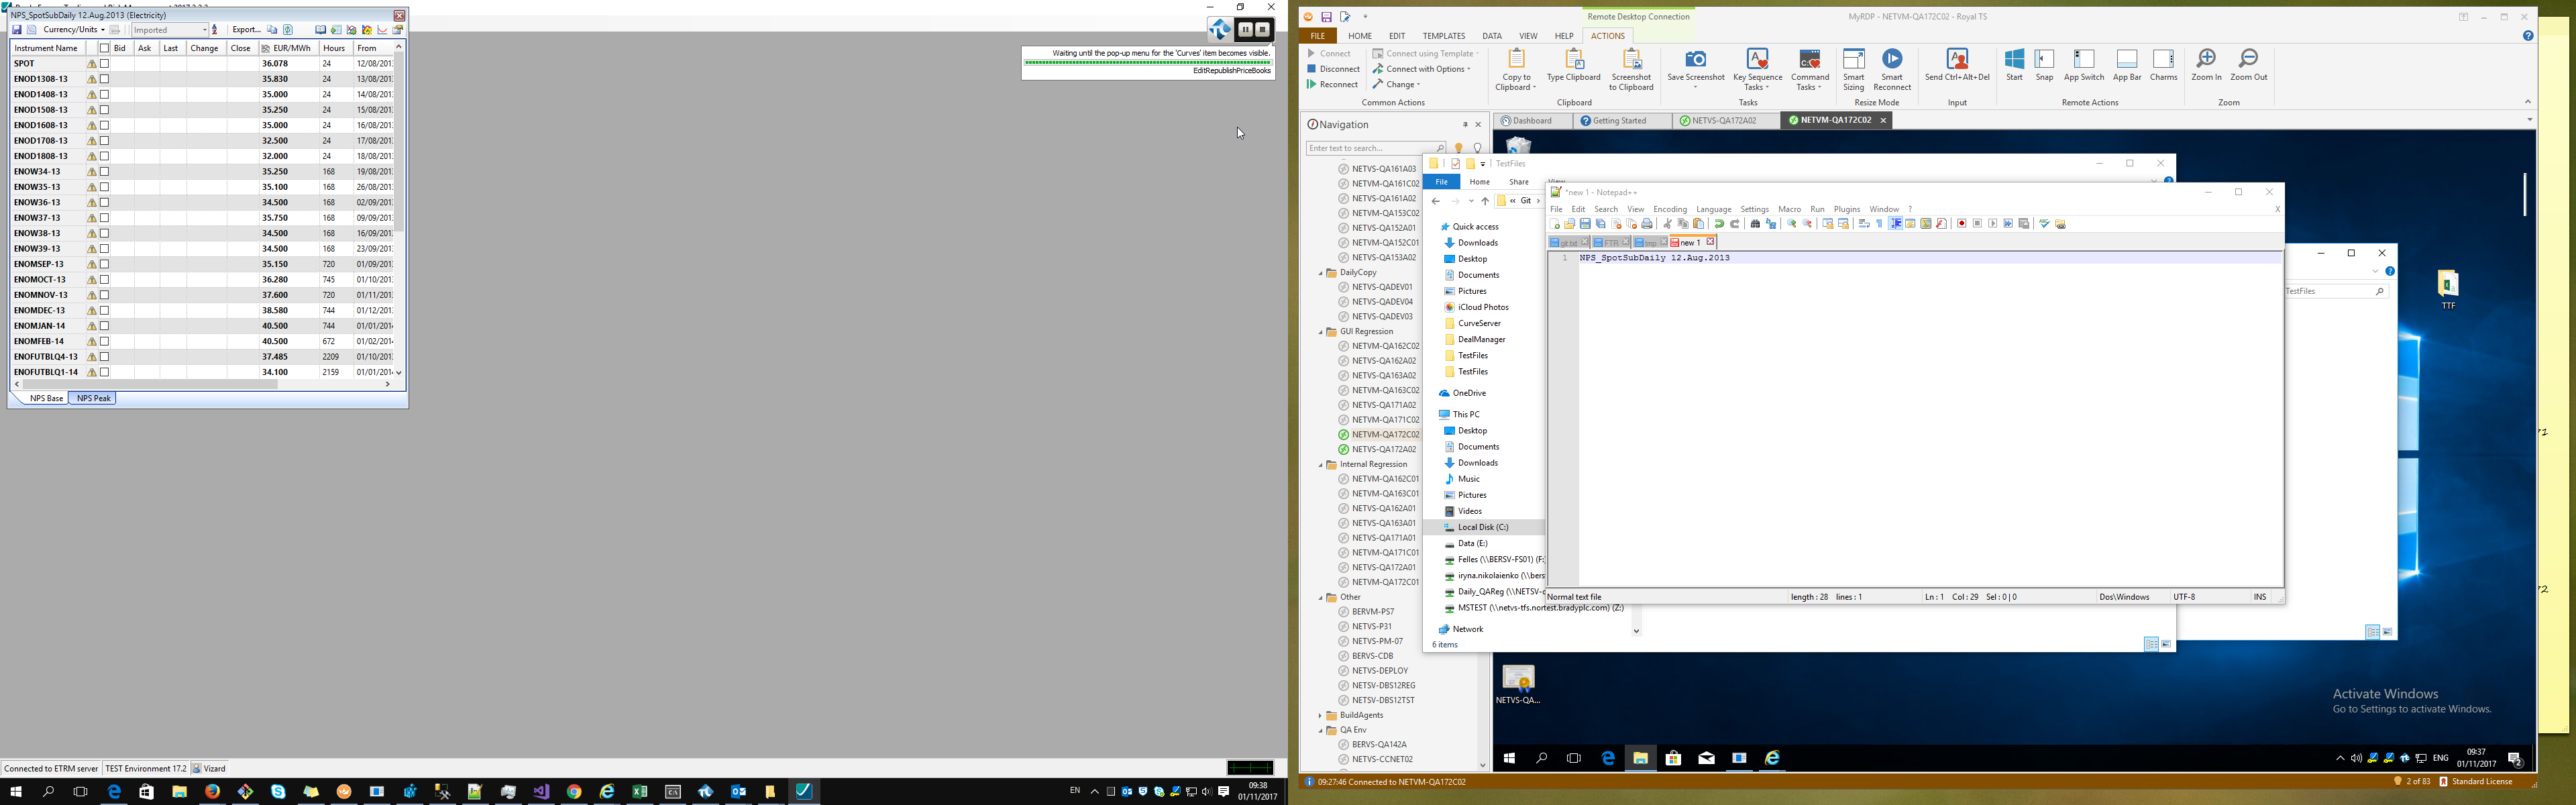 NPS_SpotSubDaily 12.Aug.2013 (Electricity)
Currency/Units Imported Export...
Instrument Name Bid Ask Last Change Close EUR/MWh Hours From
SPOT 36.078 24 12/08/201
ENOD1308-13 35.830 24 13/08/201
ENOD1408-13 35.000 24 14/08/201
ENOD1508-13 35.250 24 15/08/201
ENOD1608-13 35.000 24 16/08/201
ENOD1708-13 32.500 24 17/08/201
ENOD1808-13 32.000 24 18/08/201
ENOW34-13 35.250 168 19/08/201
ENOW35-13 35.100 168 26/08/201
ENOW36-13 34.500 168 02/09/201
ENOW37-13 35.750 168 09/09/201
ENOW38-13 34.500 168 16/09/201
ENOW39-13 34.500 168 23/09/201
ENOMSEP-13 35.150 720 01/09/201
ENOMOCT-13 36.280 745 01/10/201
ENOMNOV-13 37.600 720 01/11/201
ENOMDEC-13 38.580 744 01/12/201
ENOMJAN-14 40.500 744 01/01/201
ENOMFEB-14 40.500 672 01/02/201
ENOFUTBLQ4-13 37.485 2209 01/10/201
ENOFUTBLQ1-14 34.100 2159 01/01/201
NPS Base NPS Peak
Waiting until the pop-up menu for the 'Curves' item becomes visible.
EditRepublishPriceBooks
Connected to ETRM server TEST Environment 17.2 Vizard
EN 09:38
01/11/2017
Remote Desktop Connection MyRDP - NETVM-QA172C02 - Royal TS
FILE HOME EDIT TEMPLATES DATA VIEW HELP ACTIONS
Connect
Disconnect
Reconnect
Connect using Template
Connect with Options
Change
Common Actions
Copy to Clipboard
Type Clipboard
Screenshot to Clipboard
Clipboard
Save Screenshot
Key Sequence Tasks
Command Tasks
Tasks
Smart Sizing
Smart Reconnect
Resize Mode
Send Ctrl+Alt+Del
Input
Start Snap App Switch App Bar Charms
Remote Actions
Zoom In Zoom Out
Zoom
Navigation
Enter text to search...
NETVS-QA161A03
NETVM-QA161C02
NETVS-QA161A02
NETVM-QA153C02
NETVS-QA152A01
NETVM-QA152C01
NETVS-QA153A02
DailyCopy
NETVS-QADEV01
NETVS-QADEV04
NETVS-QADEV03
GUI Regression
NETVM-QA162C02
NETVS-QA162A02
NETVS-QA163A02
NETVM-QA163C02
NETVS-QA171A02
NETVM-QA171C02
NETVM-QA172C02
NETVS-QA172A02
Internal Regression
NETVM-QA162C01
NETVM-QA163C01
NETVS-QA162A01
NETVS-QA163A01
NETVS-QA171A01
NETVM-QA171C01
NETVS-QA172A01
NETVM-QA172C01
Other
BERVM-PS7
NETVS-P31
NETVS-PM-07
BERVS-CDB
NETVS-DEPLOY
NETSV-DBS12REG
NETSV-DBS12TST
BuildAgents
QA Env
BERVS-QA142A
NETVS-CCNET02
Dashboard Getting Started NETVS-QA172A02 NETVM-QA172C02
TestFiles
File Home Share View
« Git ›
Quick access
Downloads
Desktop
Documents
Pictures
iCloud Photos
CurveServer
DealManager
TestFiles
TestFiles
OneDrive
This PC
Desktop
Documents
Downloads
Music
Pictures
Videos
Local Disk (C:)
Data (E:)
Felles (\\BERSV-FS01) (F:
iryna.nikolaienko (\\bers
Daily_QAReg (\\NETSV-
MSTEST (\\netvs-tfs.nortest.bradyplc.com) (Z:)
Network
6 items
*new 1 - Notepad++
File Edit Search View Encoding Language Settings Macro Run Plugins Window ?
X
git.txt FTR tmp new 1
1 NPS_SpotSubDaily 12.Aug.2013
Normal text file length : 28 lines : 1 Ln : 1 Col : 29 Sel : 0 | 0 Dos\Windows UTF-8 INS
TestFiles
TTF
NETVS-QA...
Activate Windows
Go to Settings to activate Windows.
ENG 09:37
01/11/2017
2
09:27:46 Connected to NETVM-QA172C02
2 of 83 Standard License